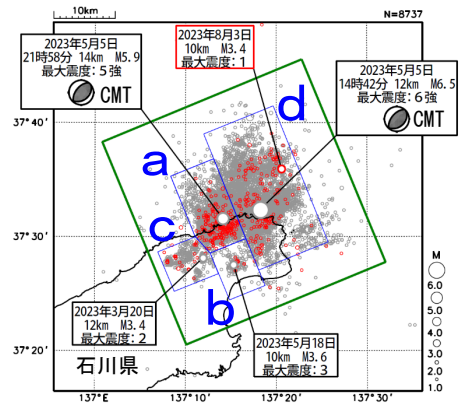 10km
N=8737
2023年5月5日
21時58分 14km M5.9
最大震度：5強
CMT
2023年8月3日
10km M3.4
最大震度：1
2023年5月5日
14時42分 12km M6.5
最大震度：6強
CMT
d
a
c
b
37°40′
37°30′
37°20′
2023年3月20日
12km M3.4
最大震度：2
2023年5月18日
10km M3.6
最大震度：3
石川県
M
6.0
5.0
4.0
3.0
2.0
1.0
137°E
137°10′
137°20′
137°30′